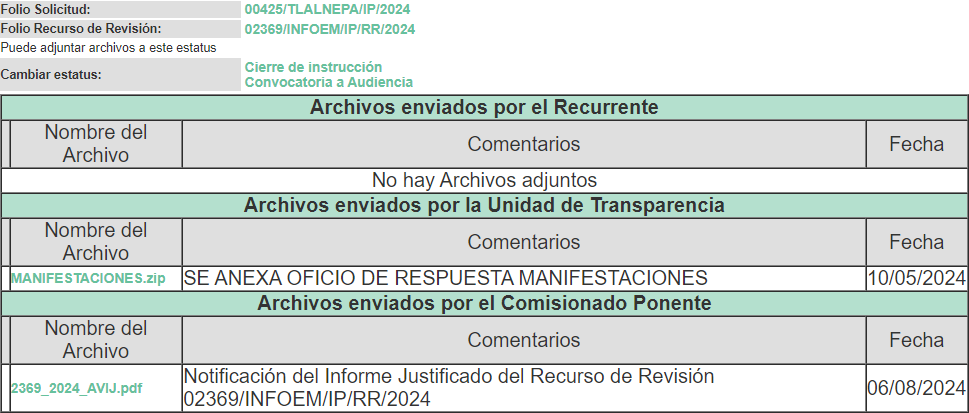 Folio Solicitud: 00425/TLALNEPA/IP/2024
Folio Recurso de Revisión: 02369/INFOEM/IP/RR/2024
Puede adjuntar archivos a este estatus
Cambiar estatus: Cierre de instrucción
Convocatoria a Audiencia
Archivos enviados por el Recurrente
Nombre del Archivo Comentarios Fecha
No hay Archivos adjuntos
Archivos enviados por la Unidad de Transparencia
Nombre del Archivo Comentarios Fecha
MANIFESTACIONES.zip SE ANEXA OFICIO DE RESPUESTA MANIFESTACIONES 10/05/2024
Archivos enviados por el Comisionado Ponente
Nombre del Archivo Comentarios Fecha
2369_2024_AVIJ.pdf Notificación del Informe Justificado del Recurso de Revisión
02369/INFOEM/IP/RR/2024 06/08/2024